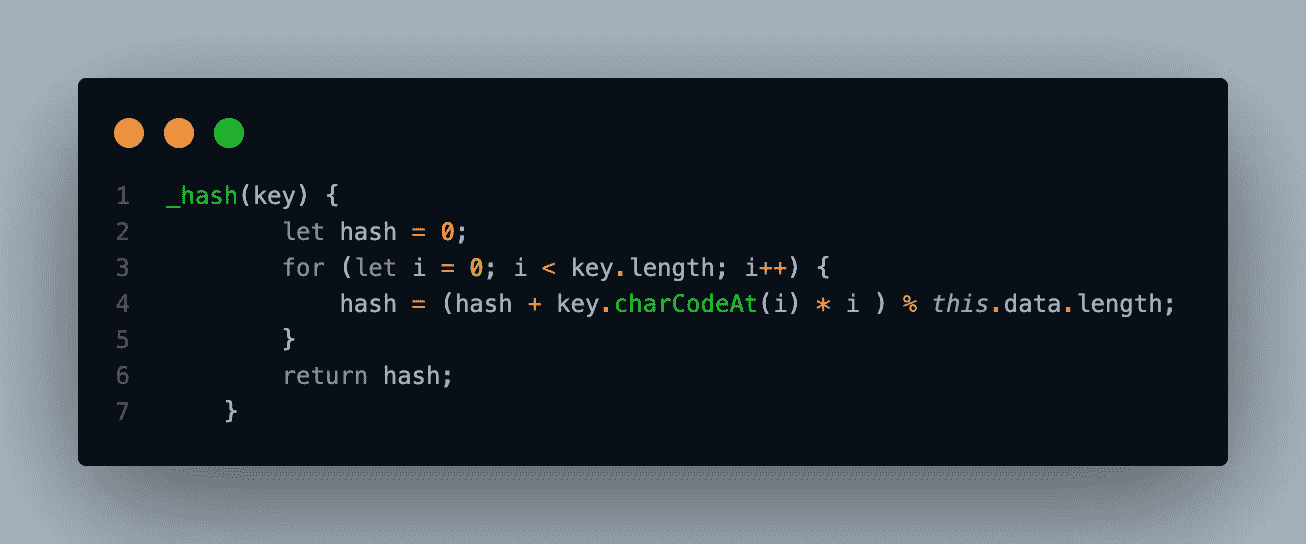 1 _hash(key) {
2         let hash = 0;
3         for (let i = 0; i < key.length; i++) {
4             hash = (hash + key.charCodeAt(i) * i ) % this.data.length;
5         }
6         return hash;
7     }